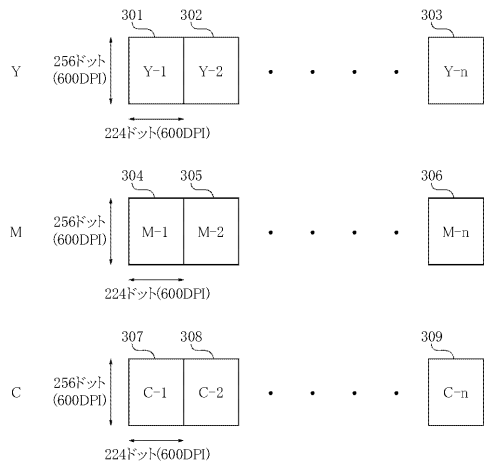 301 302 303
Y 256ドット (600DPI) Y-1 Y-2 Y-n
224ドット(600DPI)
304 305 306
M 256ドット (600DPI) M-1 M-2 M-n
224ドット(600DPI)
307 308 309
C 256ドット (600DPI) C-1 C-2 C-n
224ドット(600DPI)